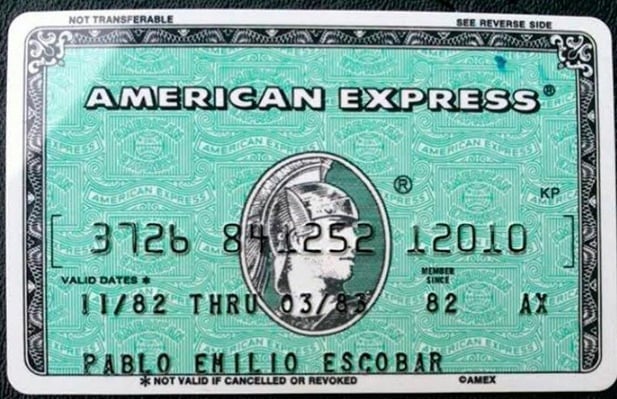 NOT TRANSFERABLE SEE REVERSE SIDE
AMERICAN EXPRESS®
®
KP
3726 841252 12010
VALID DATES * MEMBER SINCE
11/82 THRU 03/83 82 AX
PABLO EMILIO ESCOBAR
* NOT VALID IF CANCELLED OR REVOKED ©AMEX